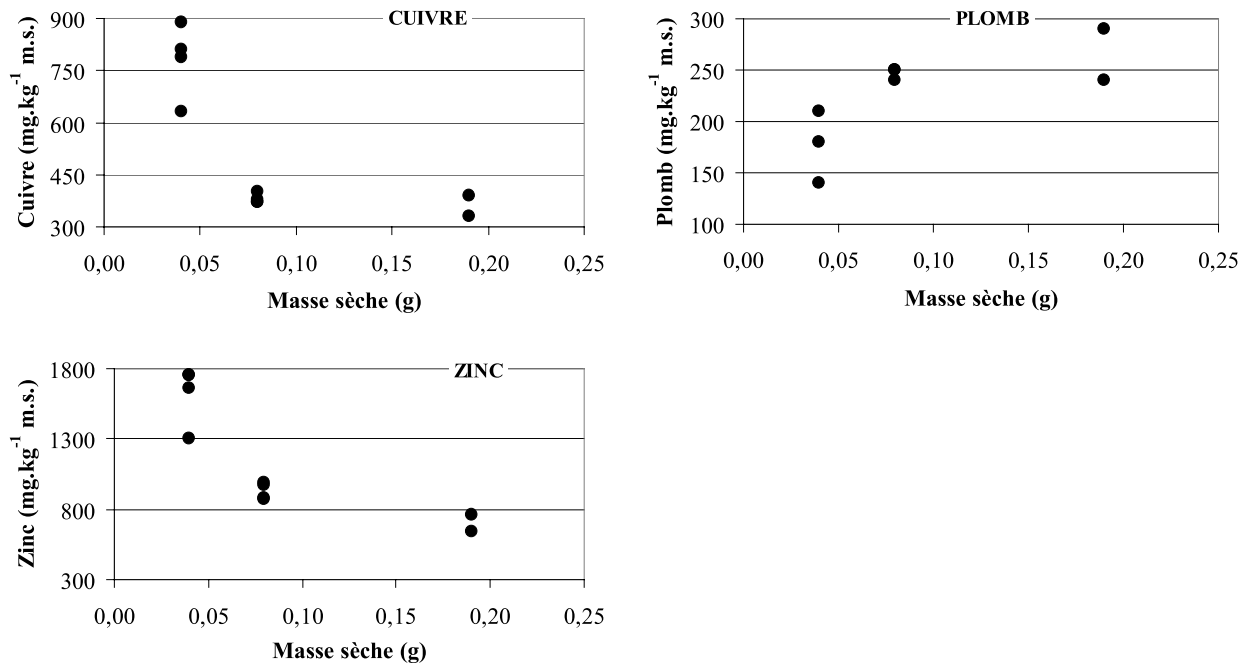 CUIVRE
Cuivre (mg.kg-1 m.s.)
900
750
600
450
300
0,00 0,05 0,10 0,15 0,20 0,25
Masse sèche (g)
PLOMB
Plomb (mg.kg-1 m.s.)
300
250
200
150
100
0,00 0,05 0,10 0,15 0,20 0,25
Masse sèche (g)
ZINC
Zinc (mg.kg-1 m.s.)
1800
1300
800
300
0,00 0,05 0,10 0,15 0,20 0,25
Masse sèche (g)